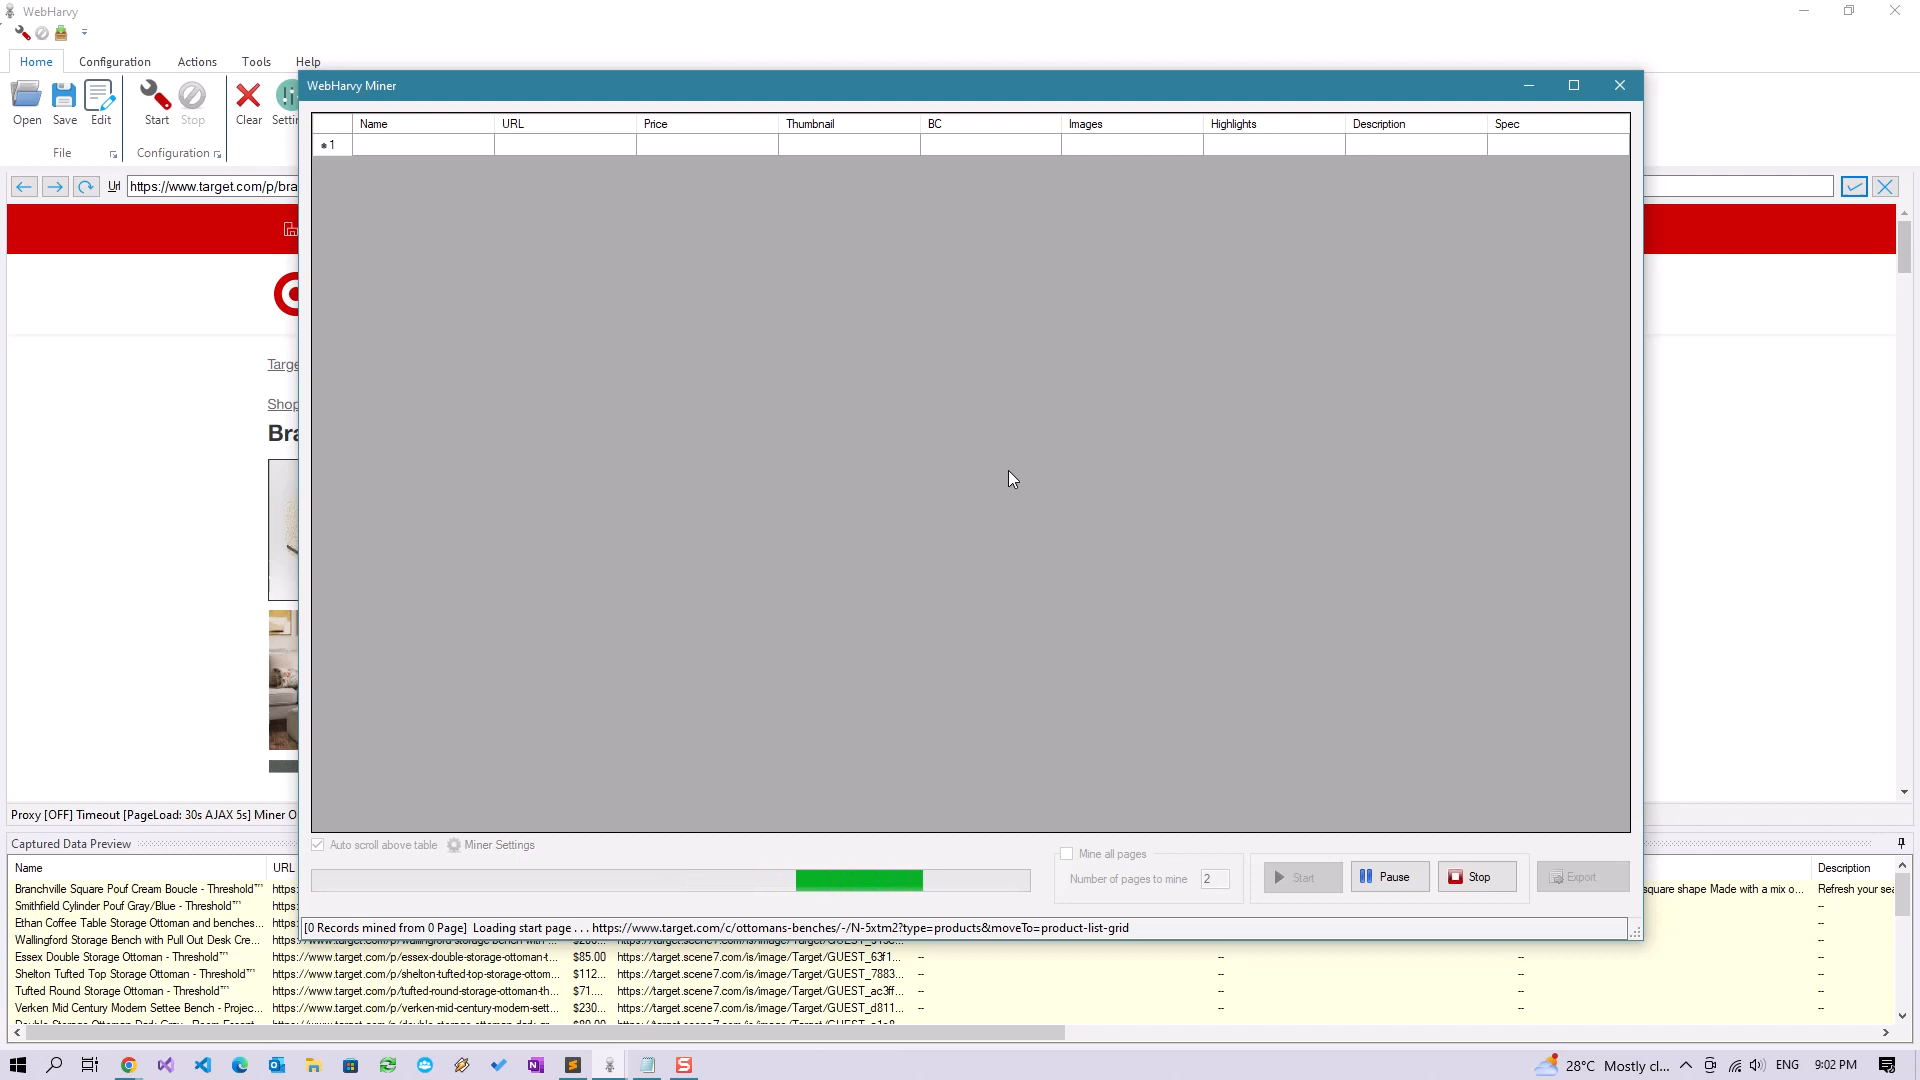 WebHarvy
Home Configuration Actions Tools Help
Open Save Edit Start Stop Clear
File Configuration
WebHarvy Miner
Name URL Price Thumbnail BC Images Highlights Description Spec
1
Url https://www.target.com/p/bra
Targe
Shop
Bra
Proxy [OFF] Timeout [PageLoad: 30s AJAX 5s] Miner O
Auto scroll above table Miner Settings
Mine all pages
Number of pages to mine 2
Start Pause Stop Export
[0 Records mined from 0 Page] Loading start page . . . https://www.target.com/c/ottomans-benches/-/N-5xtm2?type=products&moveTo=product-list-grid
Captured Data Preview
Name URL Description
Branchville Square Pouf Cream Boucle - Threshold™ https: square shape Made with a mix o... Refresh your sea
Smithfield Cylinder Pouf Gray/Blue - Threshold™ https: --
Ethan Coffee Table Storage Ottoman and benches... https: --
Wallingford Storage Bench with Pull Out Desk Cre... --
Essex Double Storage Ottoman - Threshold™ https://www.target.com/p/essex-double-storage-ottoman-t... $85.00 https://target.scene7.com/is/image/Target/GUEST_63f1... -- -- -- --
Shelton Tufted Top Storage Ottoman - Threshold™ https://www.target.com/p/shelton-tufted-top-storage-ottom... $112... https://target.scene7.com/is/image/Target/GUEST_7883... -- -- -- --
Tufted Round Storage Ottoman - Threshold™ https://www.target.com/p/tufted-round-storage-ottoman-th... $71.... https://target.scene7.com/is/image/Target/GUEST_ac3ff... -- -- -- --
Verken Mid Century Modern Settee Bench - Projec... https://www.target.com/p/verken-mid-century-modern-sett... $230... https://target.scene7.com/is/image/Target/GUEST_d811... -- -- -- --
28°C Mostly cl... ENG 9:02 PM